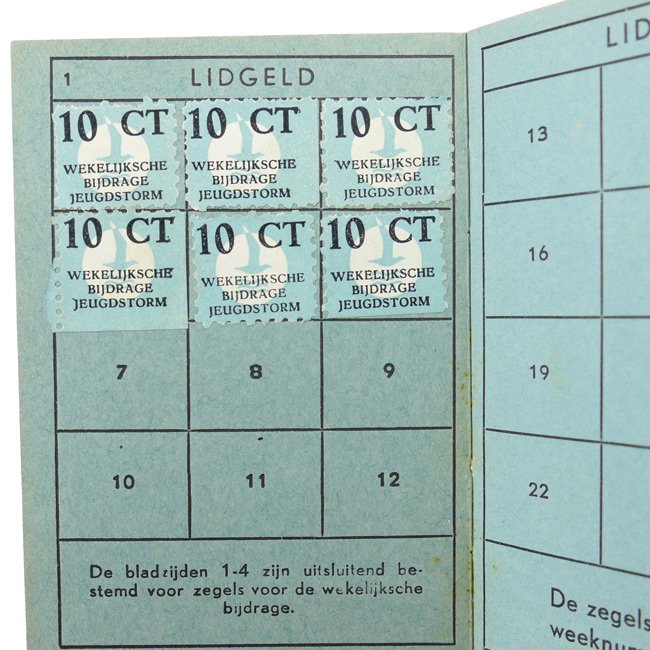 1 LIDGELD
10 CT 10 CT 10 CT
WEKELIJKSCHE WEKELIJKSCHE WEKELIJKSCHE
BIJDRAGE BIJDRAGE BIJDRAGE
JEUGDSTORM JEUGDSTORM JEUGDSTORM
10 CT 10 CT 10 CT
WEKELIJKSCHE WEKELIJKSCHE WEKELIJKSCHE
BIJDRAGE BIJDRAGE BIJDRAGE
JEUGDSTORM JEUGDSTORM JEUGDSTORM
7 8 9
10 11 12
De bladzijden 1-4 zijn uitsluitend be-
stemd voor zegels voor de wekelijksche
bijdrage.
LID
13
16
19
22
De zegels
weeknum